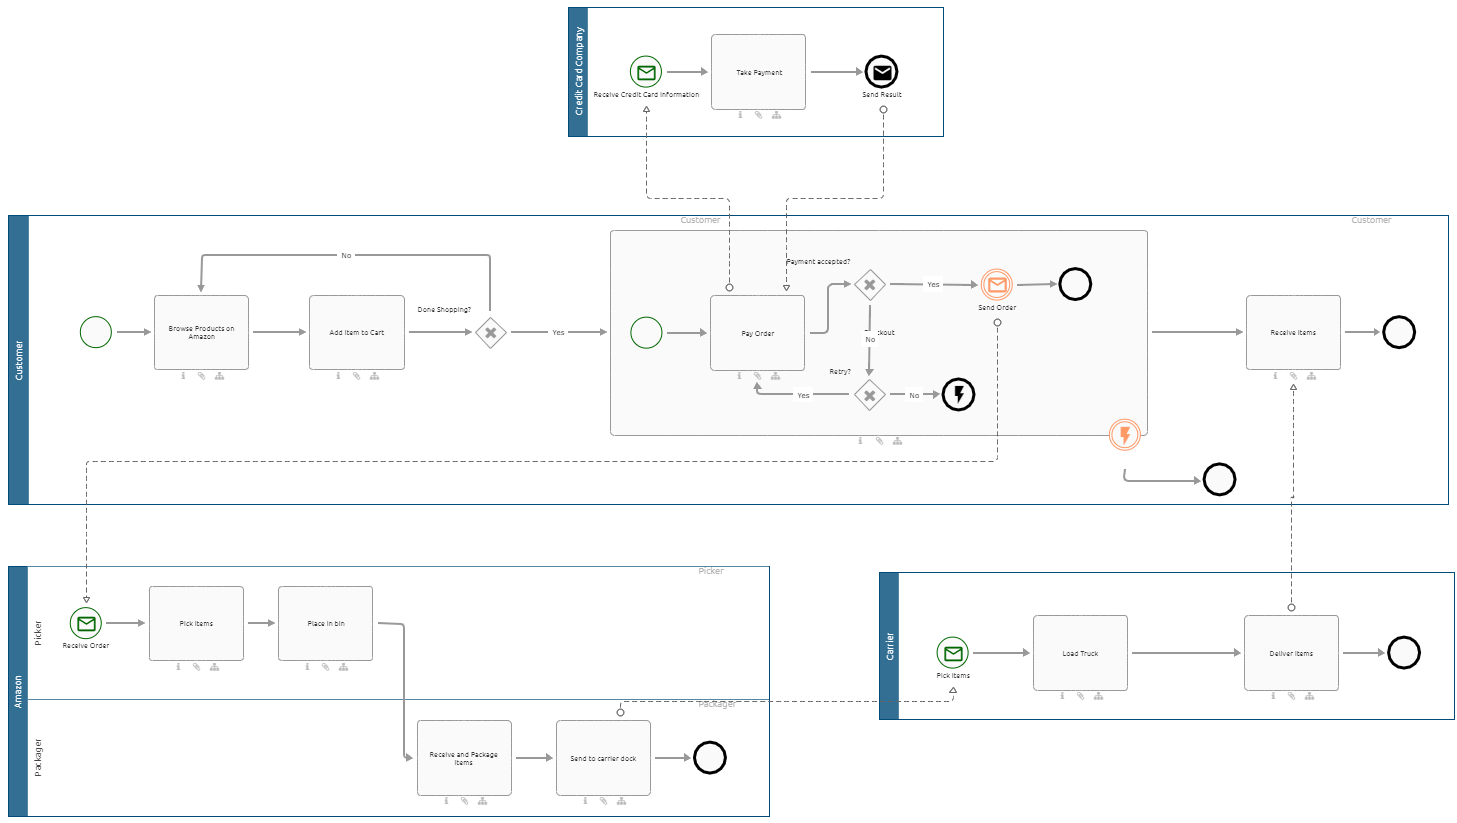 Credit Card Company
Receive Credit Card Information
Take Payment
Send Result
Customer
Customer
Customer
No
Browse Products on
Amazon
Add Item to Cart
Done Shopping?
Yes
Pay Order
Payment accepted?
Yes
Send Order
No
Retry?
Yes
No
Receive Items
Amazon
Picker
Picker
Receive Order
Pick Items
Place in bin
Packager
Packager
Receive and Package
Items
Send to carrier dock
Carrier
Pick Items
Load Truck
Deliver Items